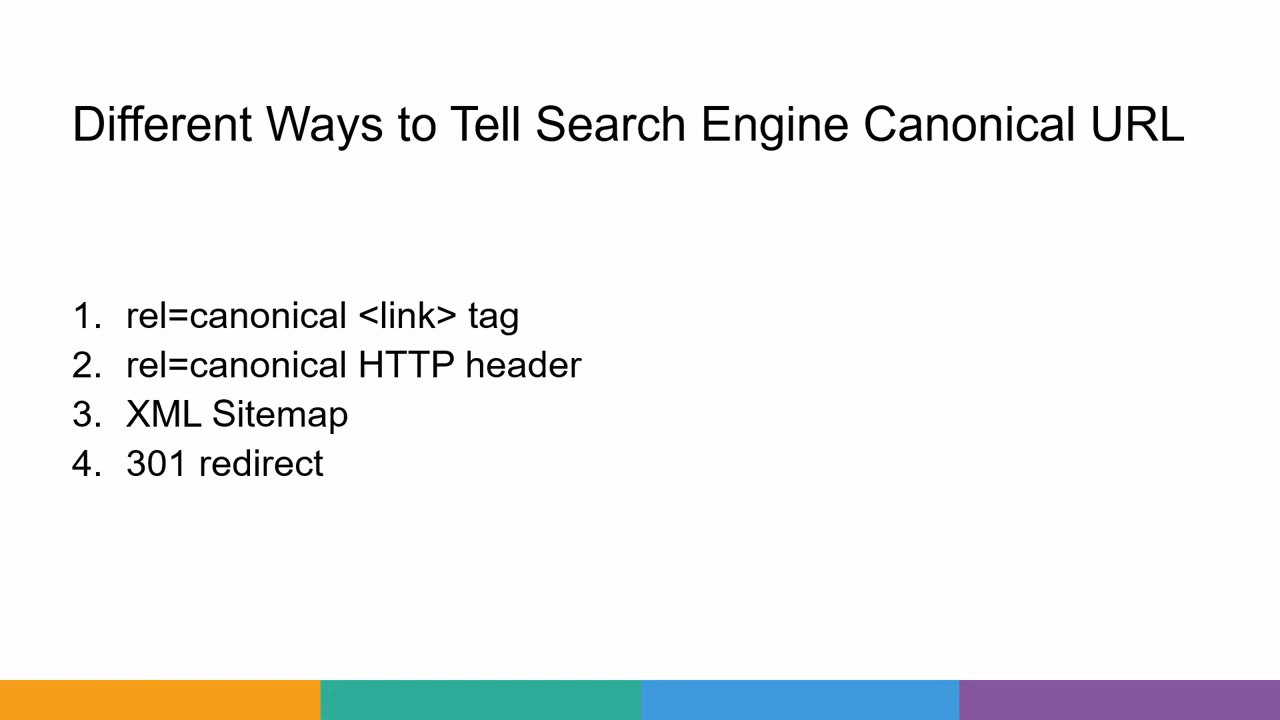 Different Ways to Tell Search Engine Canonical URL
1. rel=canonical <link> tag
2. rel=canonical HTTP header
3. XML Sitemap
4. 301 redirect